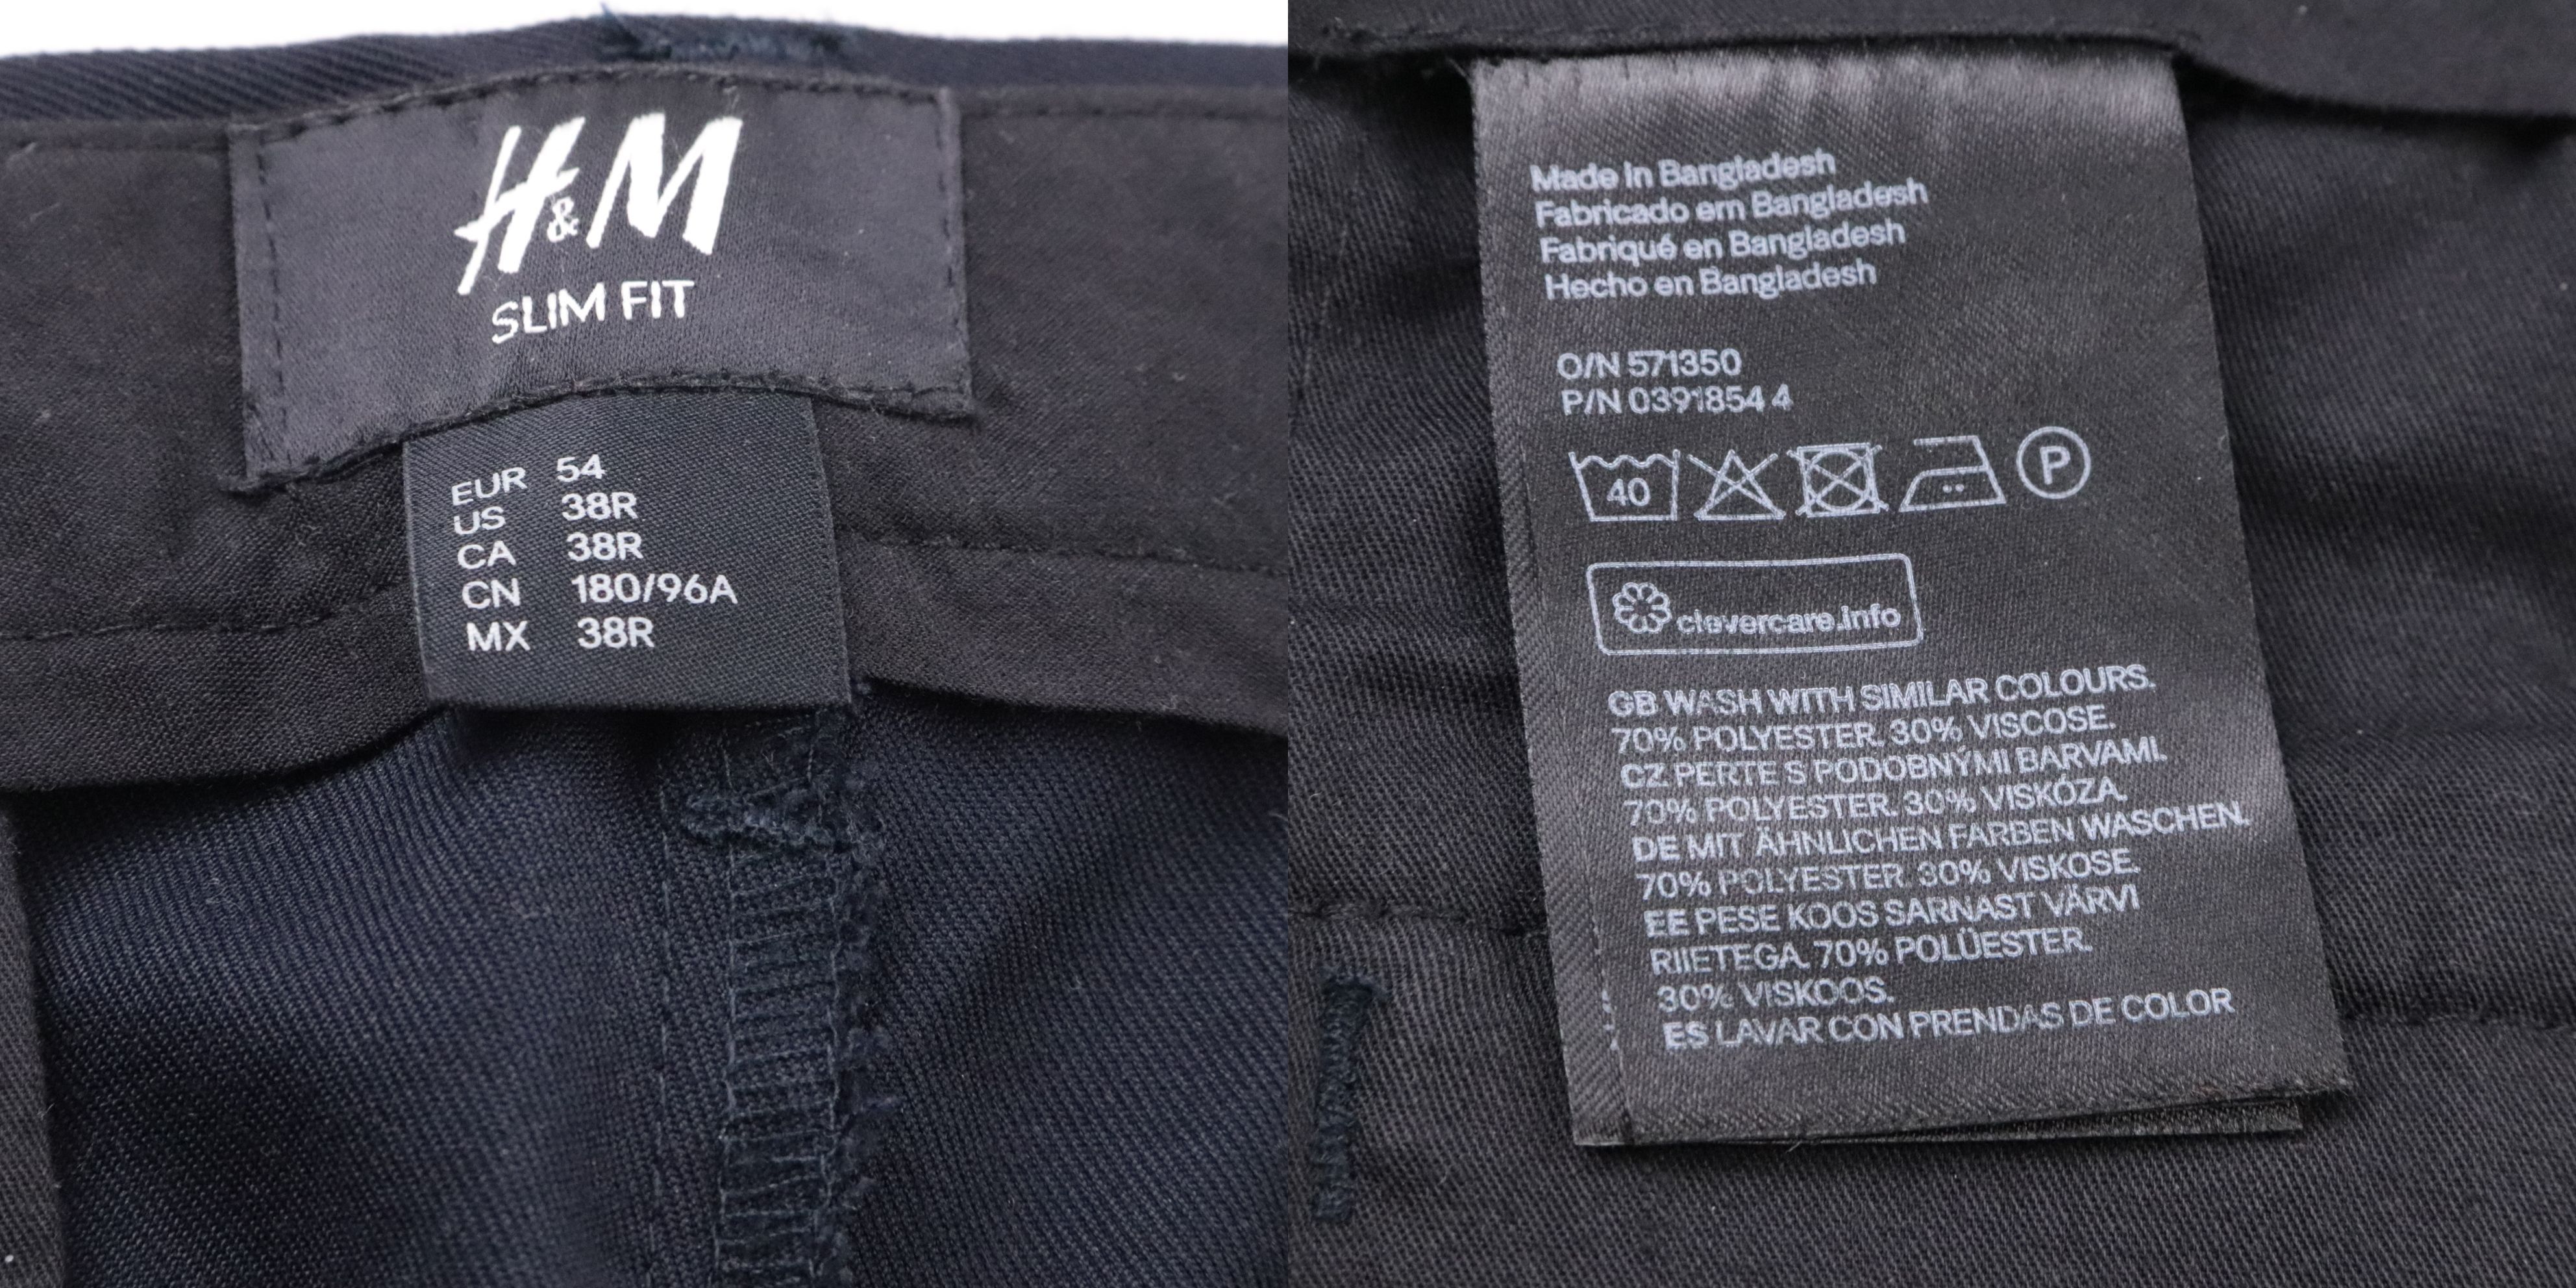 H&M
SLIM FIT
EUR 54
US 38R
CA 38R
CN 180/96A
MX 38R
Made in Bangladesh
Fabricado em Bangladesh
Fabriqué en Bangladesh
Hecho en Bangladesh
O/N 571350
P/N 0391854 4
40
P
clevercare.info
GB WASH WITH SIMILAR COLOURS.
70% POLYESTER. 30% VISCOSE.
CZ PERTE S PODOBNÝMI BARVAMI.
70% POLYESTER. 30% VISKÓZA.
DE MIT ÄHNLICHEN FARBEN WASCHEN.
70% POLYESTER. 30% VISKOSE.
EE PESE KOOS SARNAST VÄRVI
RIIETEGA. 70% POLÜESTER.
30% VISKOOS.
ES LAVAR CON PRENDAS DE COLOR